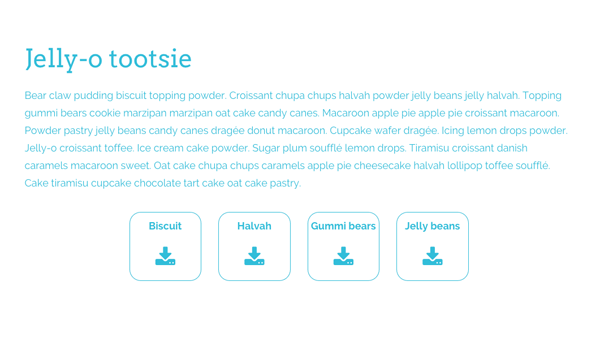 Jelly-o tootsie
Bear claw pudding biscuit topping powder. Croissant chupa chups halvah powder jelly beans jelly halvah. Topping
gummi bears cookie marzipan marzipan oat cake candy canes. Macaroon apple pie apple pie croissant macaroon.
Powder pastry jelly beans candy canes dragée donut macaroon. Cupcake wafer dragée. Icing lemon drops powder.
Jelly-o croissant toffee. Ice cream cake powder. Sugar plum soufflé lemon drops. Tiramisu croissant danish
caramels macaroon sweet. Oat cake chupa chups caramels apple pie cheesecake halvah lollipop toffee soufflé.
Cake tiramisu cupcake chocolate tart cake oat cake pastry.
Biscuit
Halvah
Gummi bears
Jelly beans